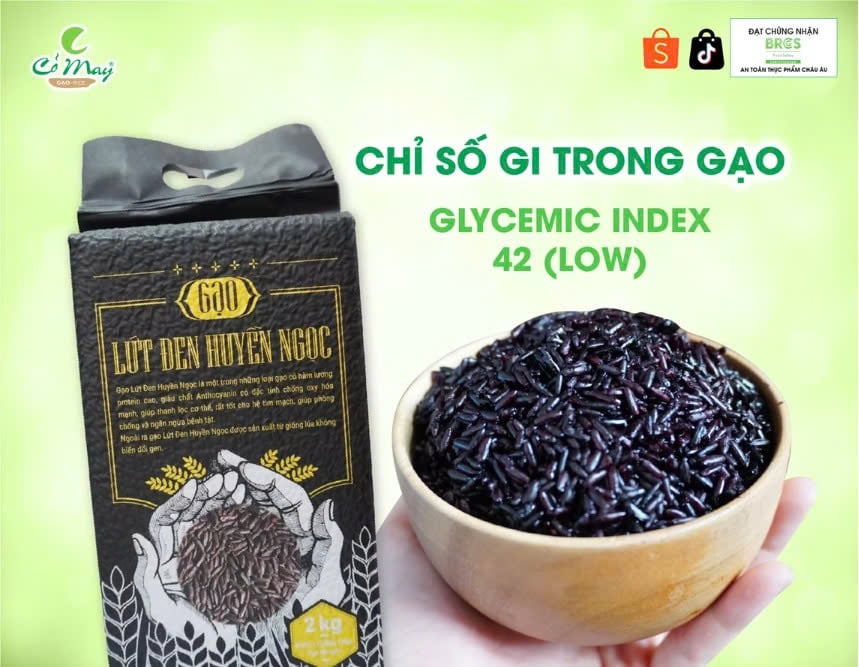 Cỏ May®
GẠO-RICE
ĐẠT CHỨNG NHẬN
BRCS
Food Safety
AN TOÀN THỰC PHẨM CHÂU ÂU
CHỈ SỐ GI TRONG GẠO
GLYCEMIC INDEX
42 (LOW)
GẠO
LỨT ĐEN HUYỀN NGỌC
Gạo Lứt Đen Huyền Ngọc là một trong những loại gạo có hàm lượng
protein cao, giàu chất Anthocyanin có đặc tính chống oxy hóa
mạnh, giúp thanh lọc cơ thể, rất tốt cho hệ tim mạch, giúp phòng
chống và ngăn ngừa bệnh tật.
Ngoài ra gạo Lứt Đen Huyền Ngọc được sản xuất từ giống lúa không
biến đổi gen.
2 kg